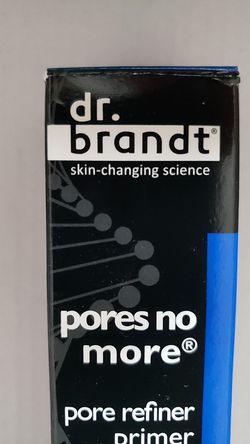 dr.
brandt®
skin-changing science
pores no
more®
pore refiner
primer